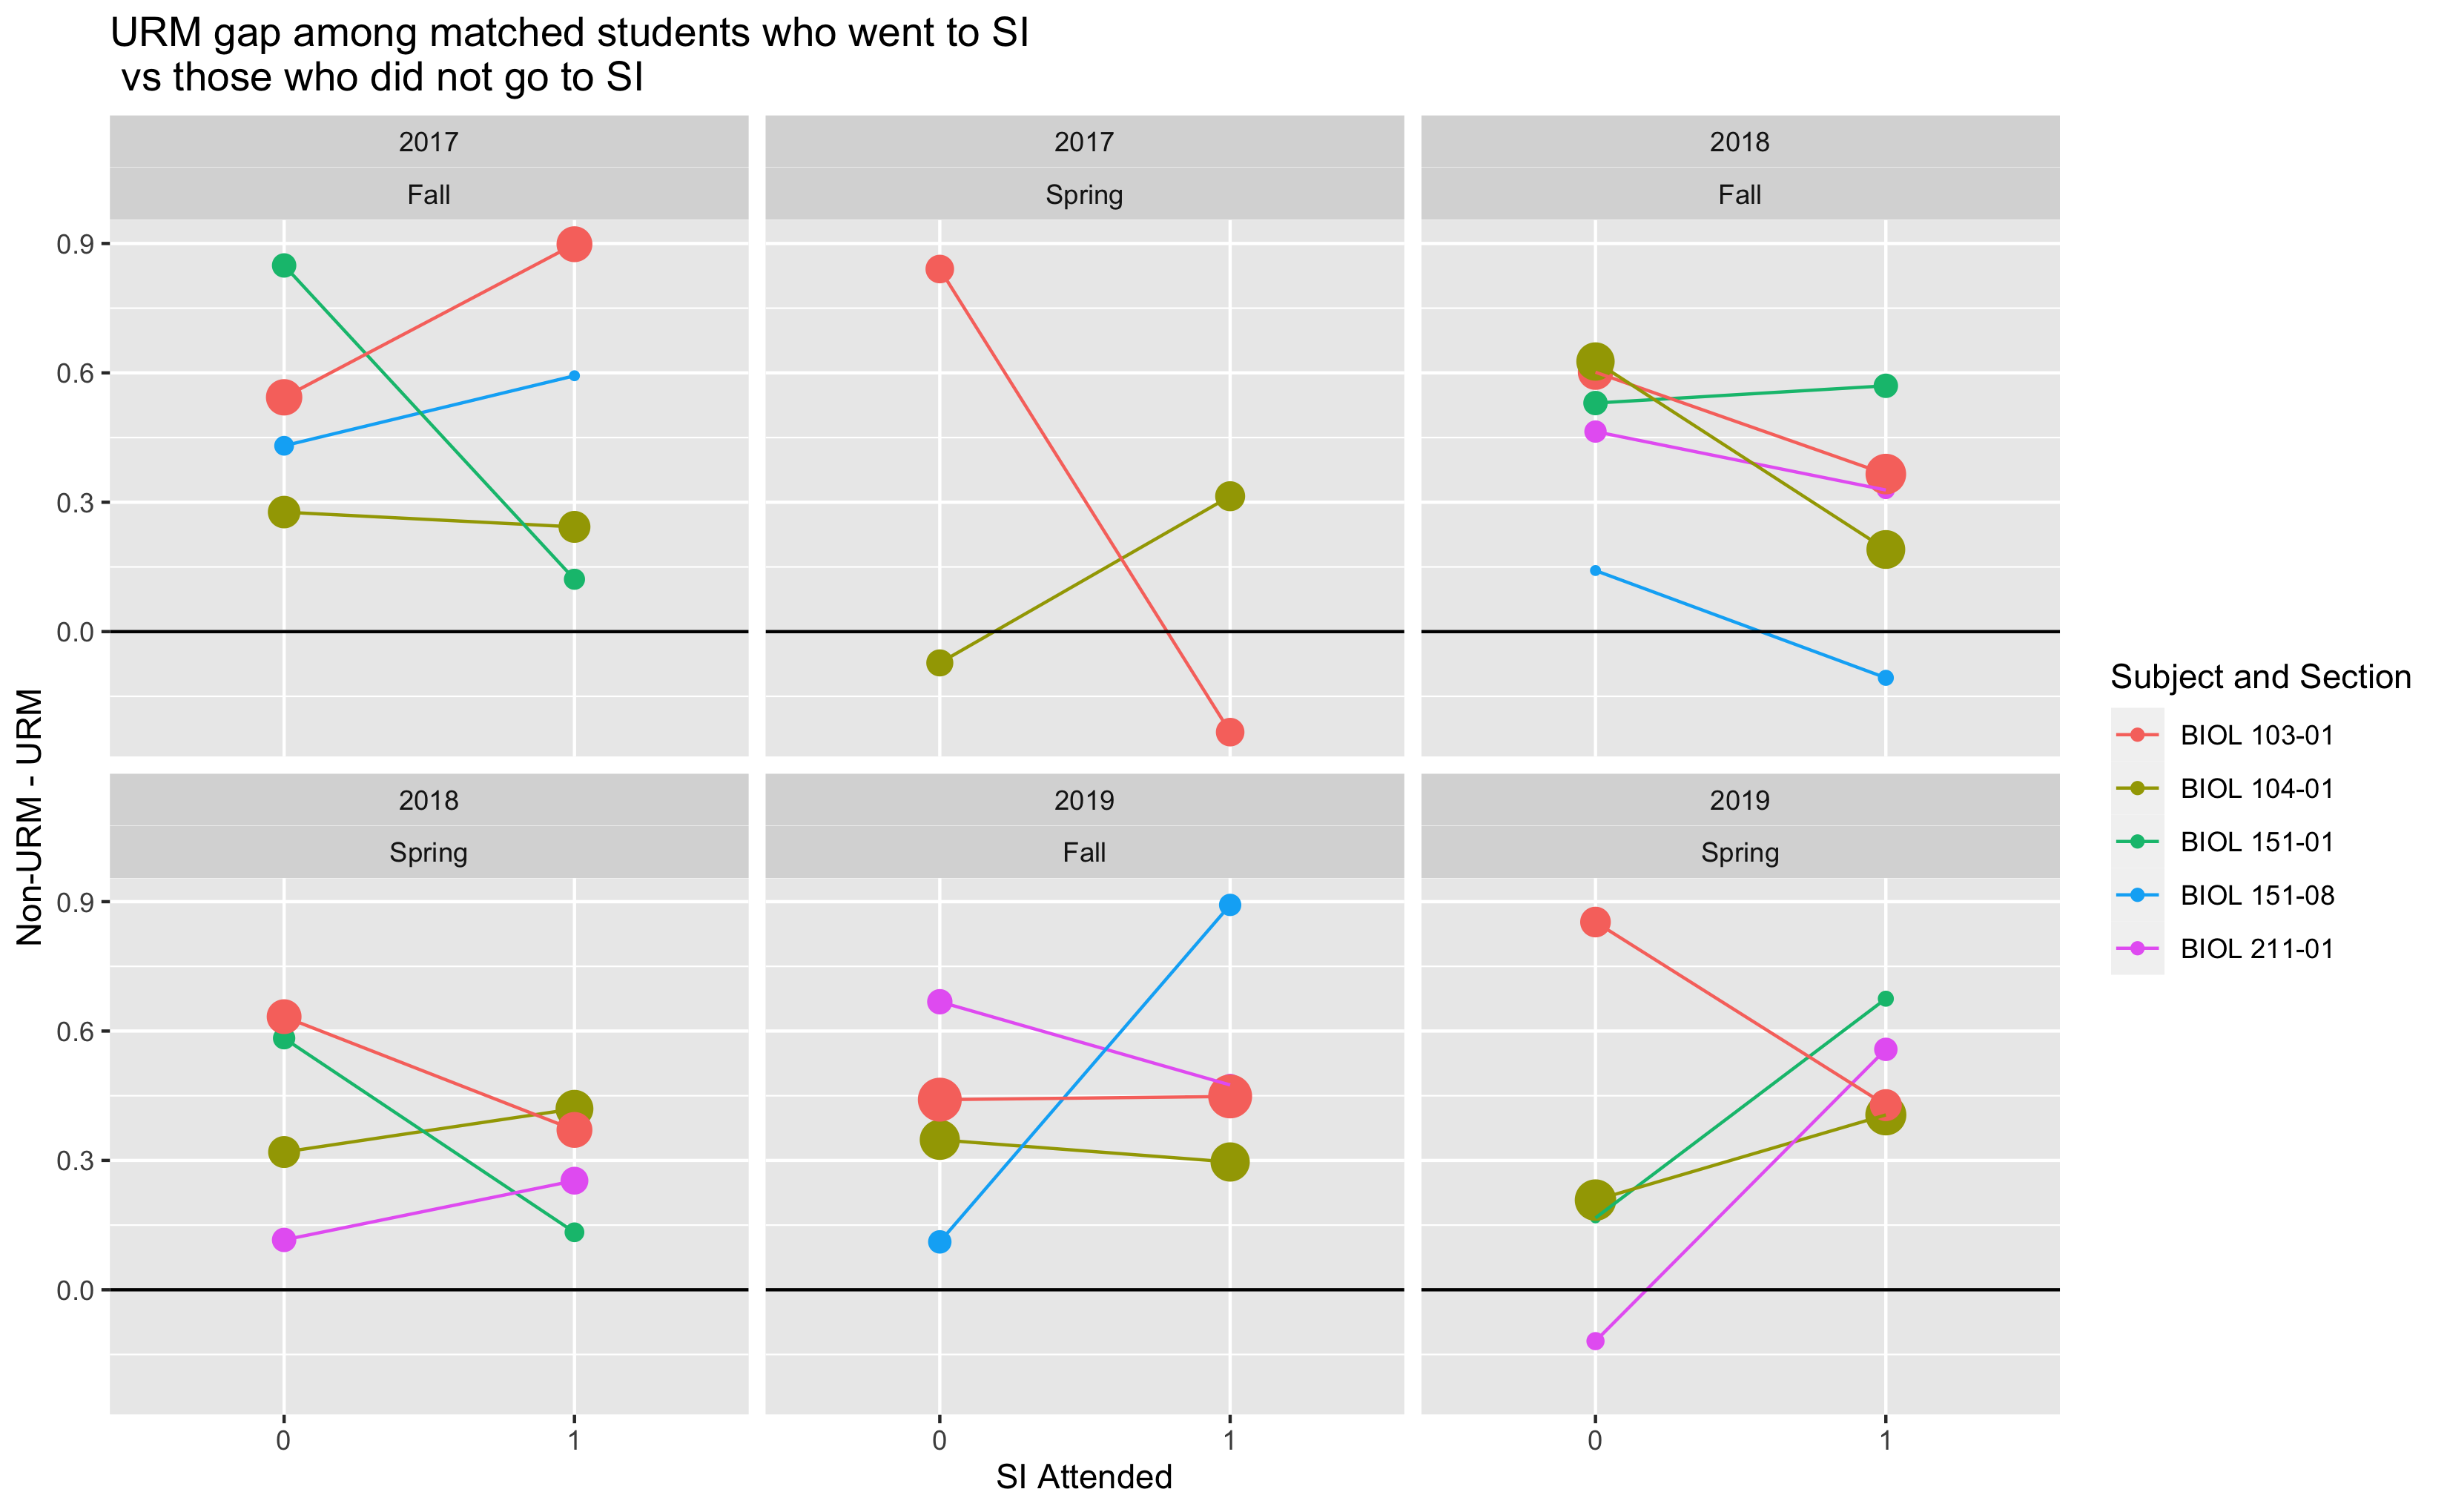 URM gap among matched students who went to SI
vs those who did not go to SI
2017
2017
2018
Fall
Spring
Fall
0.9
0.6
0.3
0.0
2018
2019
2019
Spring
Fall
Spring
0.9
0.6
0.3
0.0
0
1
0
1
0
1
SI Attended
Non-URM - URM
Subject and Section
BIOL 103-01
BIOL 104-01
BIOL 151-01
BIOL 151-08
BIOL 211-01